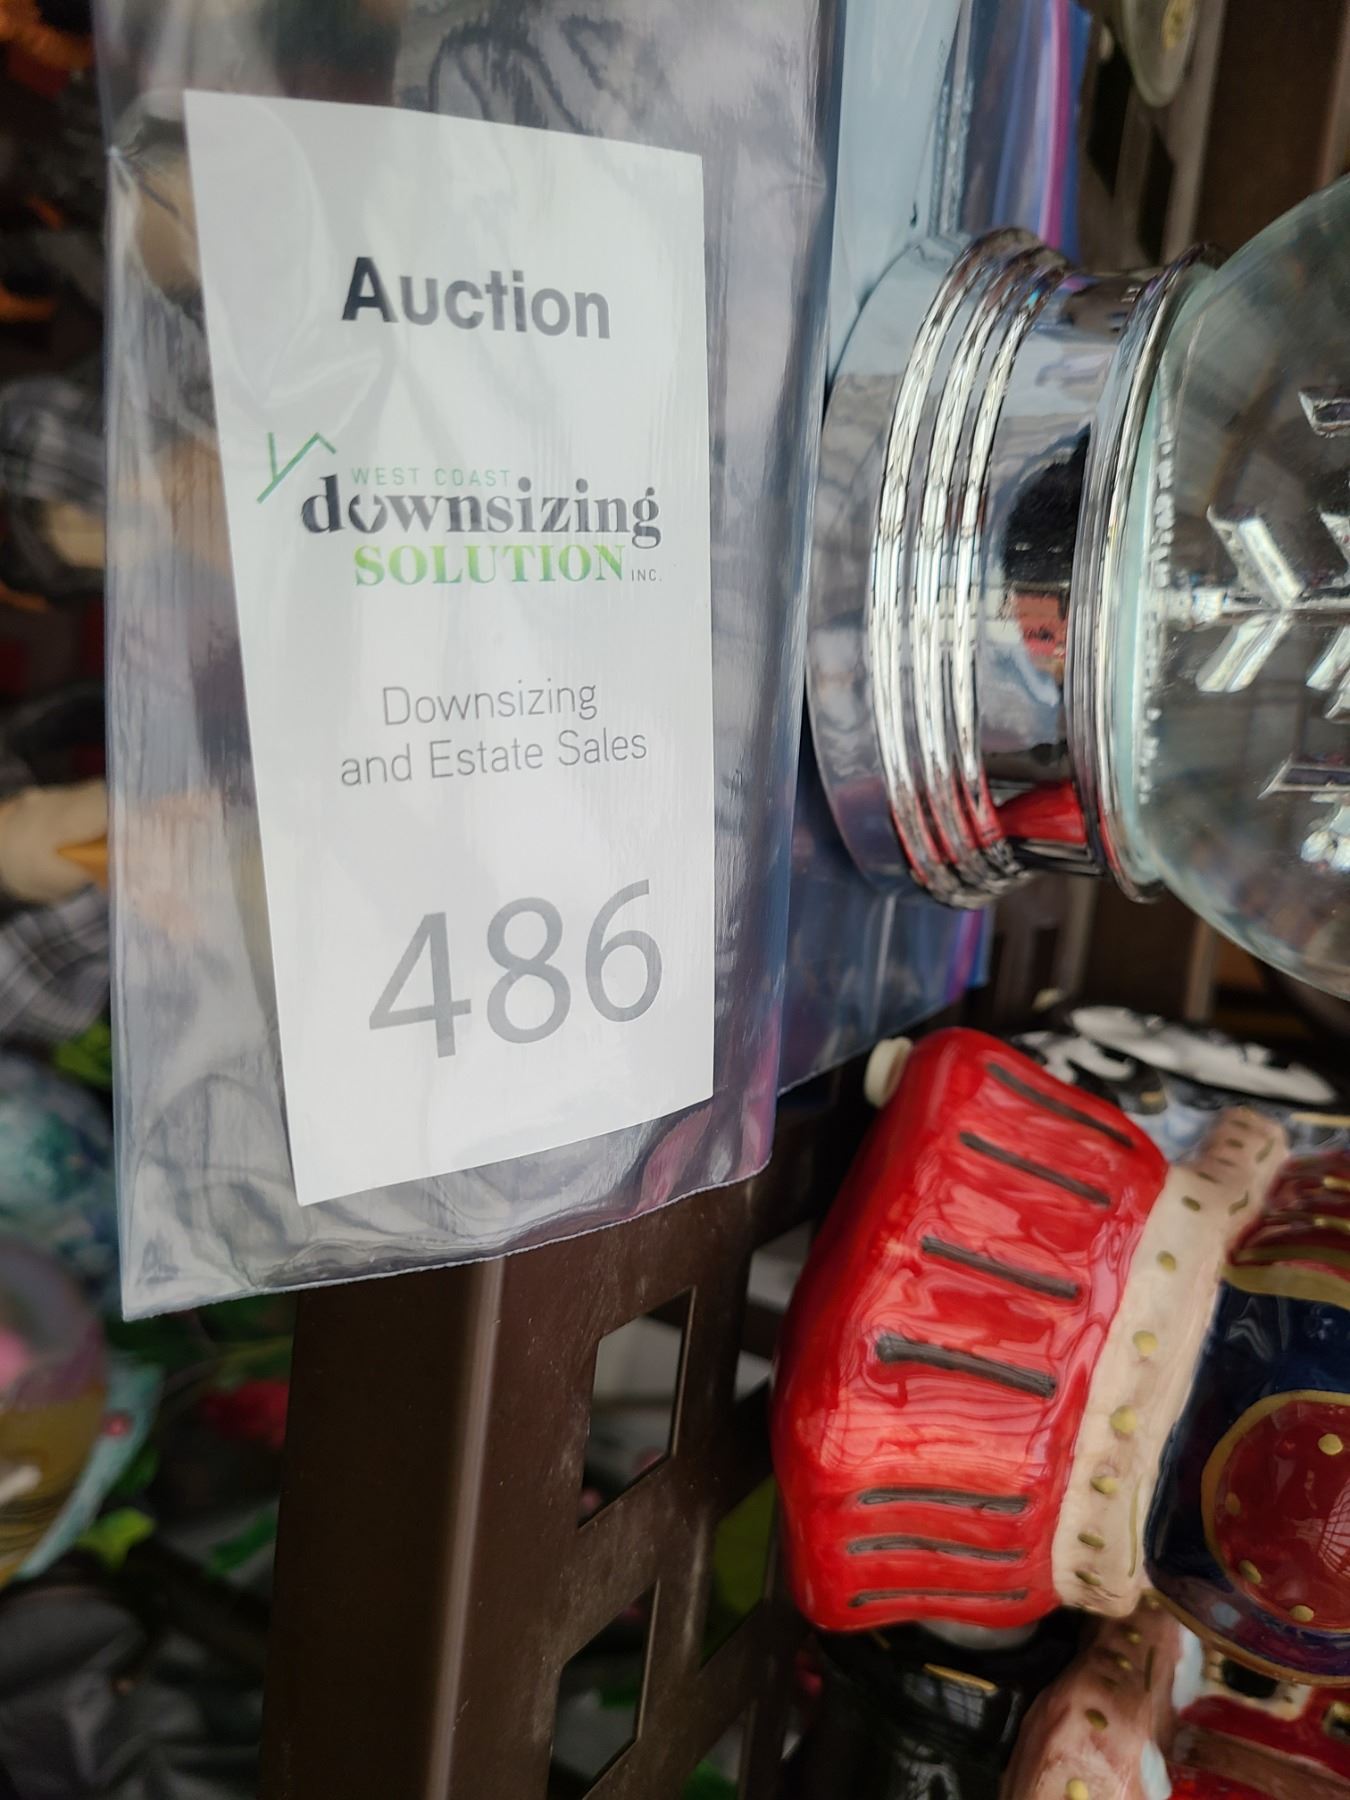 Auction
WEST COAST
downsizing
SOLUTION INC.
Downsizing
and Estate Sales
486